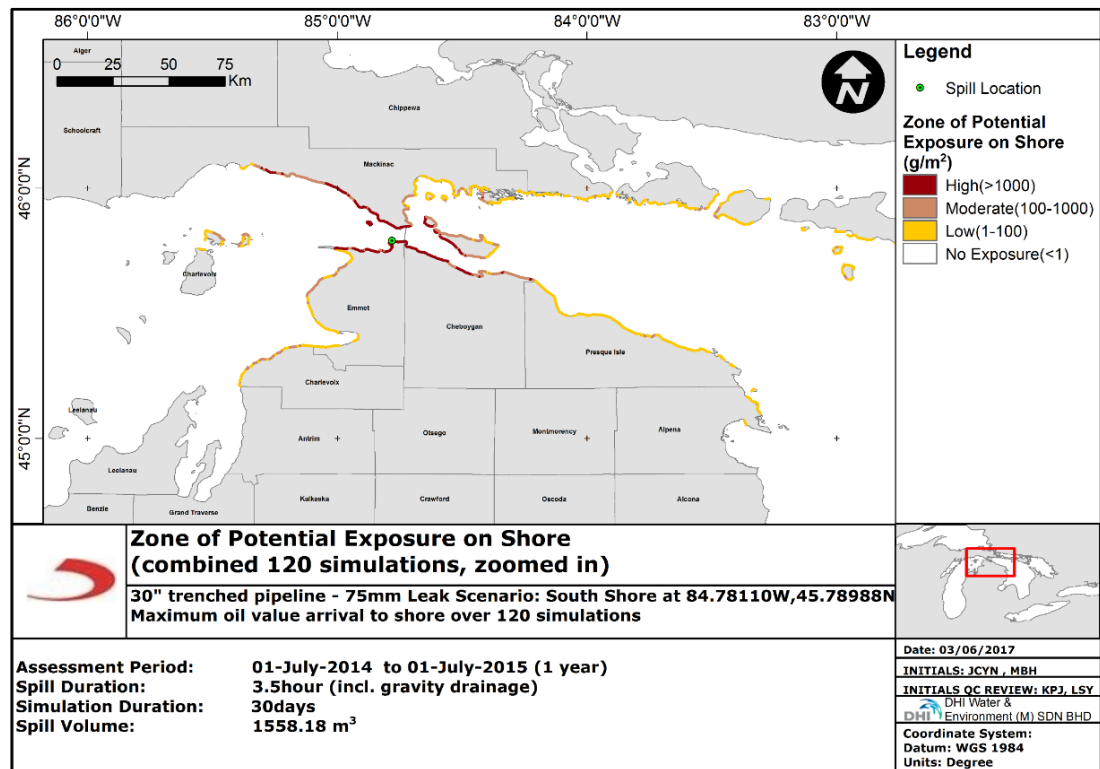 86°0'0"W 85°0'0"W 84°0'0"W 83°0'0"W
46°0'0"N
45°0'0"N
Alger
0 25 50 75
Km
N
Chippewa
Schoolcraft
Mackinac
Charlevoix
Emmet
Cheboygan
Presque Isle
Charlevoix
Leelanau
Antrim
Otsego
Montmorency
Alpena
Leelanau
Kalkaska
Crawford
Oscoda
Alcona
Benzie
Grand Traverse
Legend
Spill Location
Zone of Potential
Exposure on Shore
(g/m²)
High(>1000)
Moderate(100-1000)
Low(1-100)
No Exposure(<1)
Zone of Potential Exposure on Shore
(combined 120 simulations, zoomed in)
30" trenched pipeline - 75mm Leak Scenario: South Shore at 84.78110W,45.78988N
Maximum oil value arrival to shore over 120 simulations
Assessment Period: 01-July-2014 to 01-July-2015 (1 year)
Spill Duration: 3.5hour (incl. gravity drainage)
Simulation Duration: 30days
Spill Volume: 1558.18 m³
Date: 03/06/2017
INITIALS: JCYN , MBH
INITIALS QC REVIEW: KPJ, LSY
DHI
DHI Water &
Environment (M) SDN BHD
Coordinate System:
Datum: WGS 1984
Units: Degree